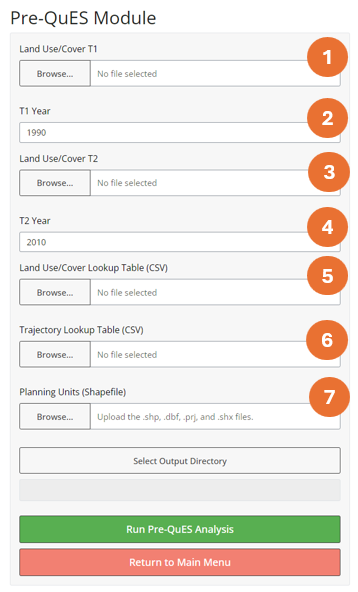 Pre-QuES Module
Land Use/Cover T1
1
Browse... No file selected
T1 Year
2
1990
Land Use/Cover T2
3
Browse... No file selected
T2 Year
4
2010
Land Use/Cover Lookup Table (CSV)
5
Browse... No file selected
Trajectory Lookup Table (CSV)
6
Browse... No file selected
Planning Units (Shapefile)
7
Browse... Upload the .shp, .dbf, .prj, and .shx files.
Select Output Directory
Run Pre-QuES Analysis
Return to Main Menu